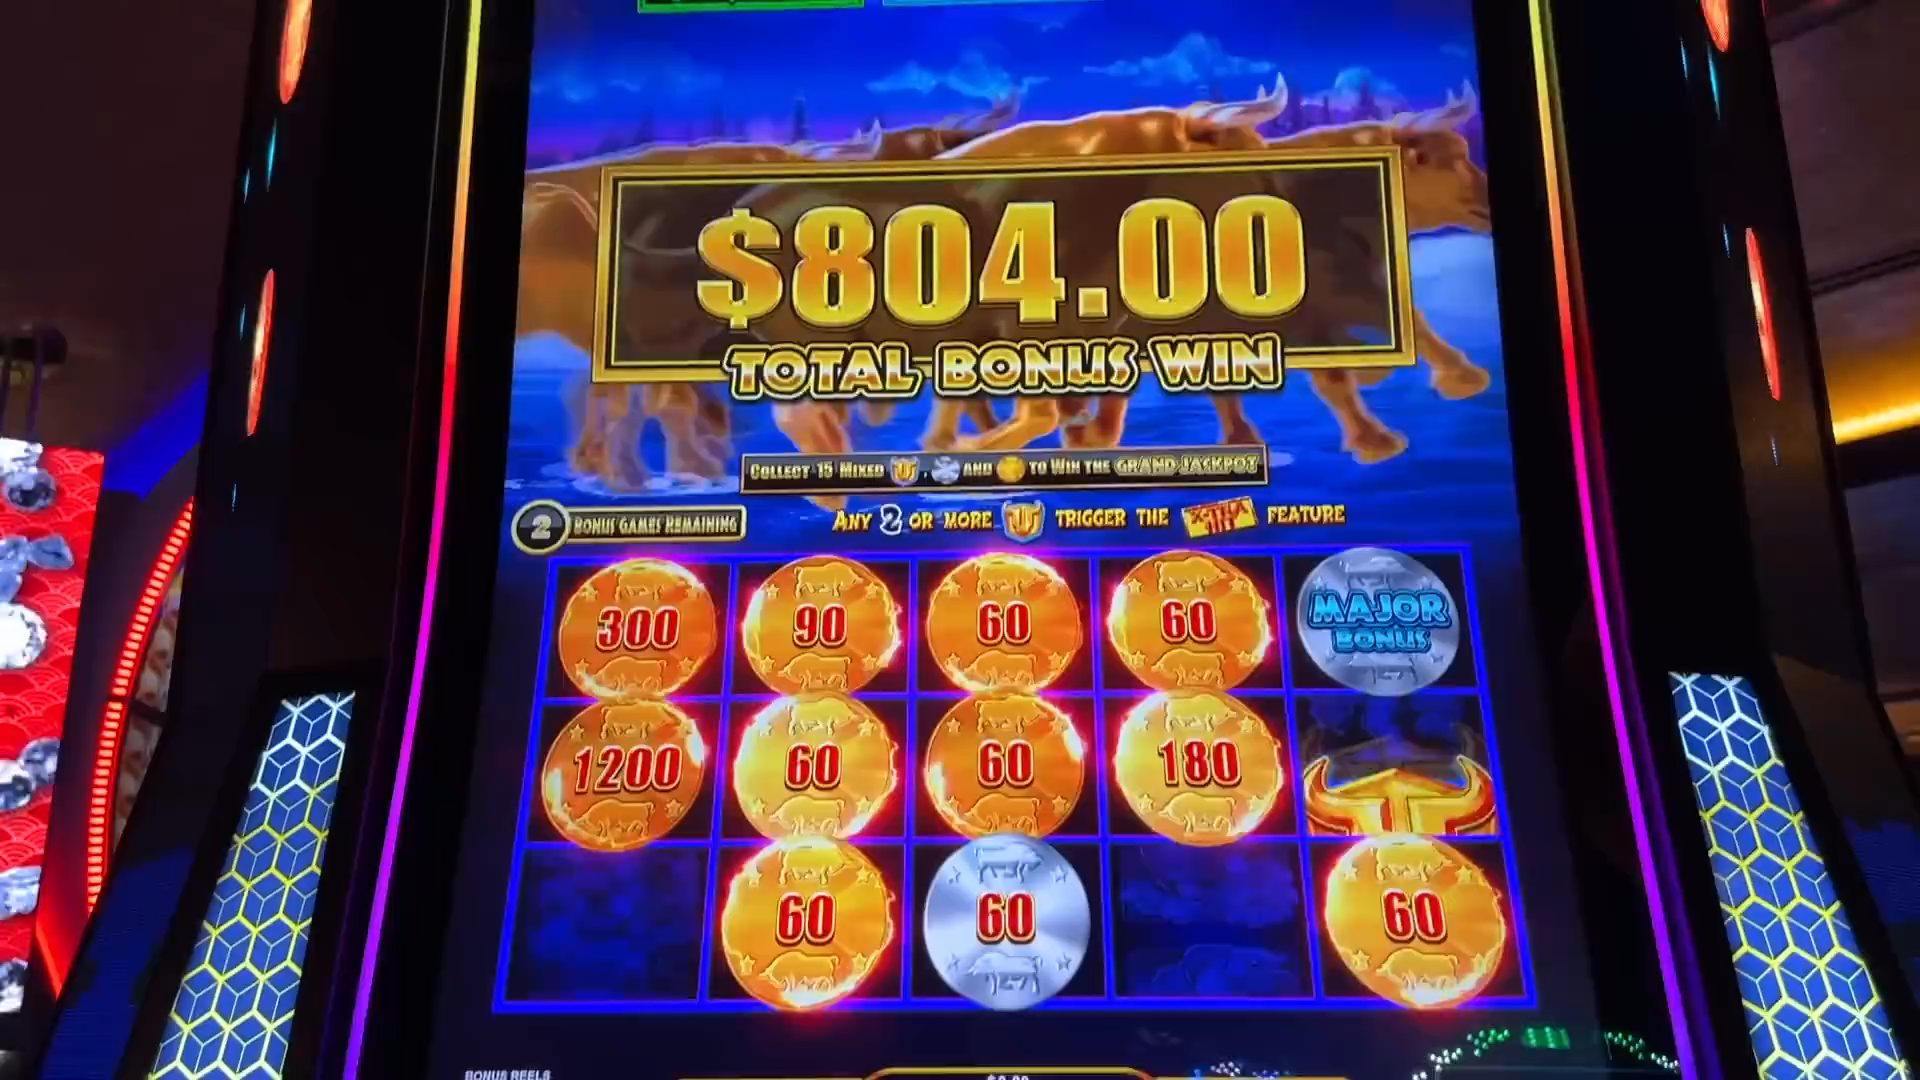 $804.00
TOTAL BONUS WIN
COLLECT 15 MIXED , AND TO WIN THE GRAND JACKPOT
2 BONUS GAMES REMAINING
ANY 2 OR MORE TRIGGER THE FEATURE
300 90 60 60 MAJOR BONUS
1200 60 60 180
60 60 60
BONUS REELS